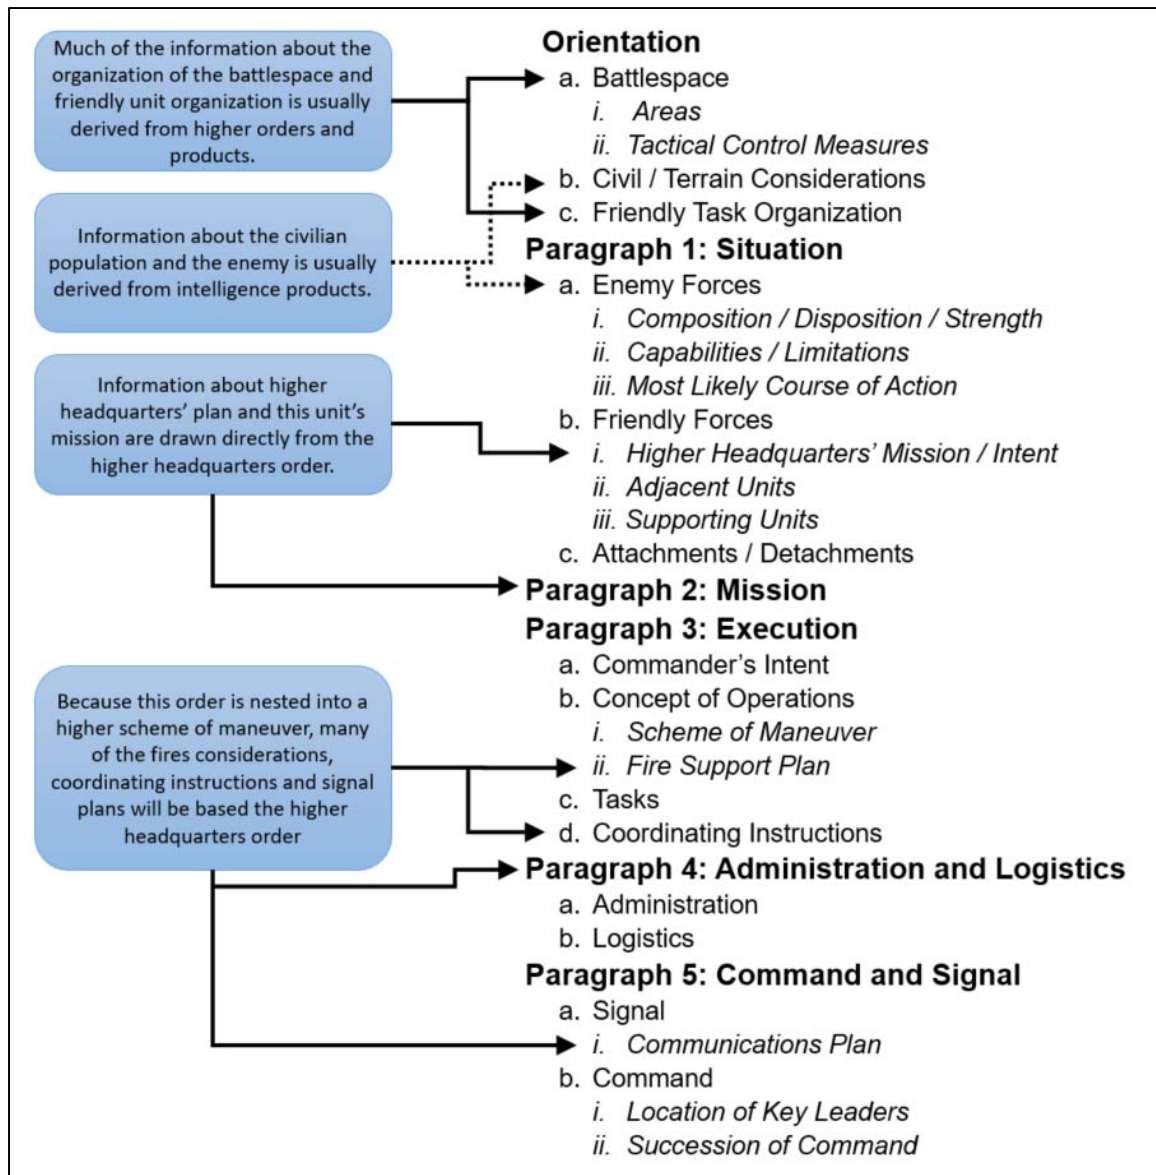 Much of the information about the
organization of the battlespace and
friendly unit organization is usually
derived from higher orders and
products.
Information about the civilian
population and the enemy is usually
derived from intelligence products.
Information about higher
headquarters’ plan and this unit’s
mission are drawn directly from the
higher headquarters order.
Because this order is nested into a
higher scheme of maneuver, many
of the fires considerations,
coordinating instructions and signal
plans will be based the higher
headquarters order
Orientation
a. Battlespace
i. Areas
ii. Tactical Control Measures
b. Civil / Terrain Considerations
c. Friendly Task Organization
Paragraph 1: Situation
a. Enemy Forces
i. Composition / Disposition / Strength
ii. Capabilities / Limitations
iii. Most Likely Course of Action
b. Friendly Forces
i. Higher Headquarters’ Mission / Intent
ii. Adjacent Units
iii. Supporting Units
c. Attachments / Detachments
Paragraph 2: Mission
Paragraph 3: Execution
a. Commander’s Intent
b. Concept of Operations
i. Scheme of Maneuver
ii. Fire Support Plan
c. Tasks
d. Coordinating Instructions
Paragraph 4: Administration and Logistics
a. Administration
b. Logistics
Paragraph 5: Command and Signal
a. Signal
i. Communications Plan
b. Command
i. Location of Key Leaders
ii. Succession of Command